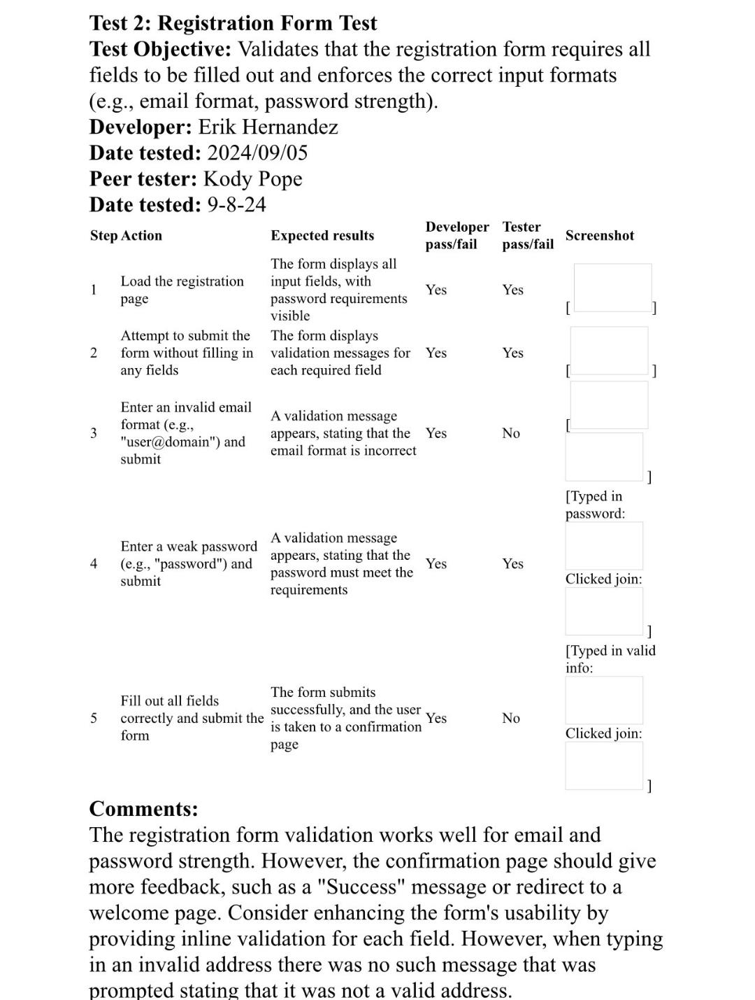 Test 2: Registration Form Test
Test Objective: Validates that the registration form requires all
fields to be filled out and enforces the correct input formats
(e.g., email format, password strength).
Developer: Erik Hernandez
Date tested: 2024/09/05
Peer tester: Kody Pope
Date tested: 9-8-24
Step Action Expected results Developer pass/fail Tester pass/fail Screenshot
1
Load the registration
page
The form displays all
input fields, with
password requirements
visible
Yes
Yes
[ ]
2
Attempt to submit the
form without filling in
any fields
The form displays
validation messages for
each required field
Yes
Yes
[ ]
3
Enter an invalid email
format (e.g.,
"user@domain") and
submit
A validation message
appears, stating that the
email format is incorrect
Yes
No
[
]
4
Enter a weak password
(e.g., "password") and
submit
A validation message
appears, stating that the
password must meet the
requirements
Yes
Yes
[Typed in
password:
Clicked join:
]
5
Fill out all fields
correctly and submit the
form
The form submits
successfully, and the user
is taken to a confirmation
page
Yes
No
[Typed in valid
info:
Clicked join:
]
Comments:
The registration form validation works well for email and
password strength. However, the confirmation page should give
more feedback, such as a "Success" message or redirect to a
welcome page. Consider enhancing the form's usability by
providing inline validation for each field. However, when typing
in an invalid address there was no such message that was
prompted stating that it was not a valid address.